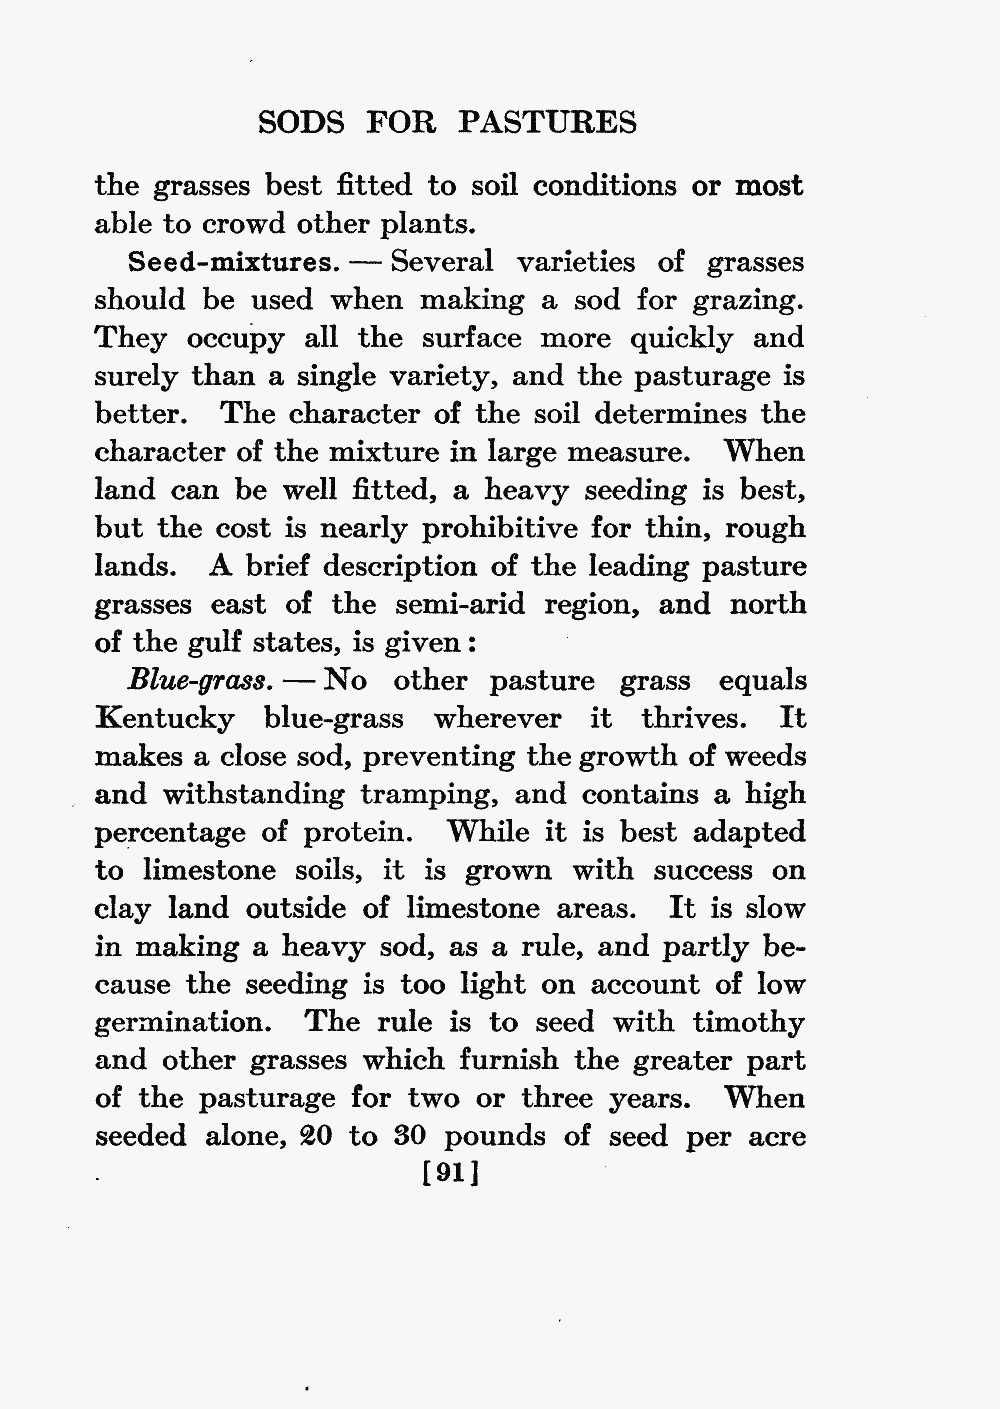 SODS FOR PASTURES
the grasses best fitted to soil conditions or most
able to crowd other plants.
Seed-mixtures. — Several varieties of grasses
should be used when making a sod for grazing.
They occupy all the surface more quickly and
surely than a single variety, and the pasturage is
better. The character of the soil determines the
character of the mixture in large measure. When
land can be well fitted, a heavy seeding is best,
but the cost is nearly prohibitive for thin, rough
lands. A brief description of the leading pasture
grasses east of the semi-arid region, and north
of the gulf states, is given:
Blue-grass. — No other pasture grass equals
Kentucky blue-grass wherever it thrives. It
makes a close sod, preventing the growth of weeds
and withstanding tramping, and contains a high
percentage of protein. While it is best adapted
to limestone soils, it is grown with success on
clay land outside of limestone areas. It is slow
in making a heavy sod, as a rule, and partly be-
cause the seeding is too light on account of low
germination. The rule is to seed with timothy
and other grasses which furnish the greater part
of the pasturage for two or three years. When
seeded alone, 20 to 30 pounds of seed per acre
[91]